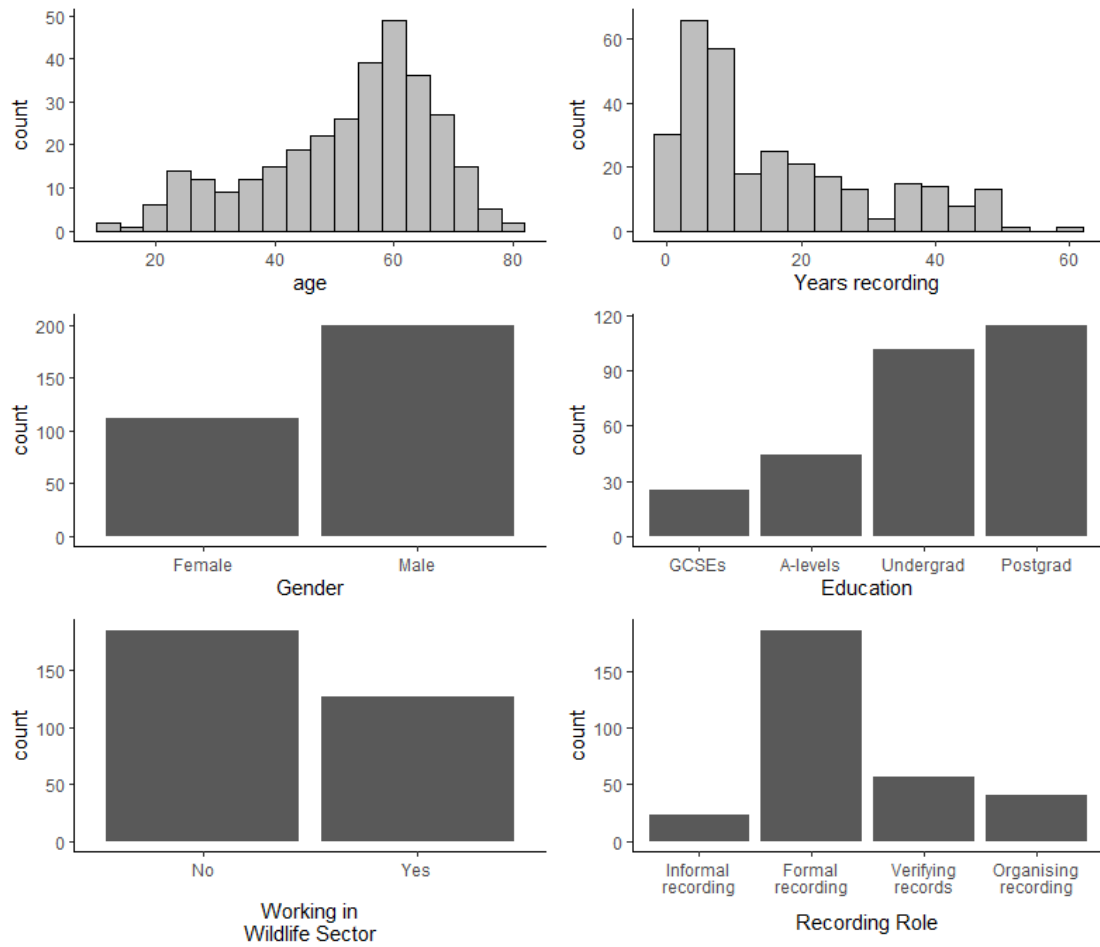 50
40
30
20
10
0
count
20
40
60
80
age
60
40
20
0
count
0
20
40
60
Years recording
200
150
100
50
0
count
Female
Male
Gender
120
90
60
30
0
count
GCSEs
A-levels
Undergrad
Postgrad
Education
150
100
50
0
count
No
Yes
Working in
Wildlife Sector
150
100
50
0
count
Informal
recording
Formal
recording
Verifying
records
Organising
recording
Recording Role